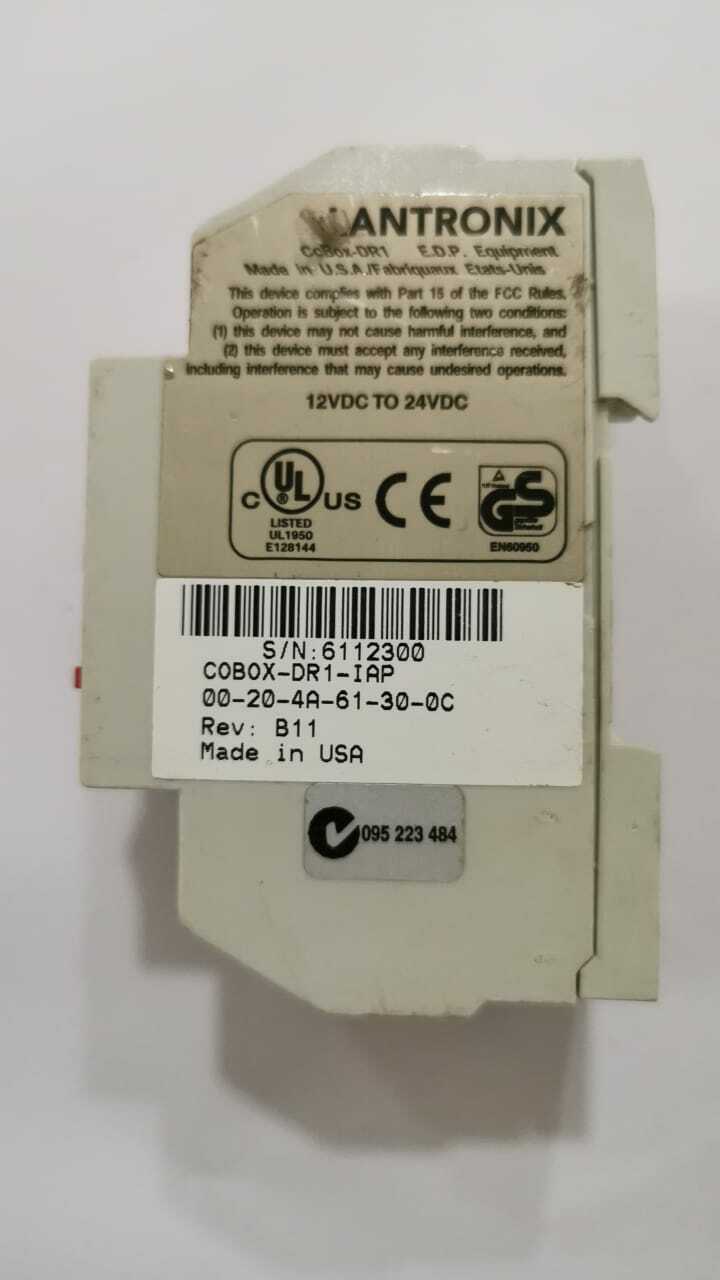 LANTRONIX
CoBox-DR1 E.D.P. Equipment
Made in U.S.A./Fabriquaux Etats-Unis
This device complies with Part 15 of the FCC Rules.
Operation is subject to the following two conditions:
(1) this device may not cause harmful interference, and
(2) this device must accept any interference received,
including interference that may cause undesired operations.
12VDC TO 24VDC
C UL ® US
LISTED
UL1950
E128144
CE
GS
geprüfte
Sicherheit
EN60950
S/N:6112300
COBOX-DR1-IAP
00-20-4A-61-30-0C
Rev: B11
Made in USA
095 223 484